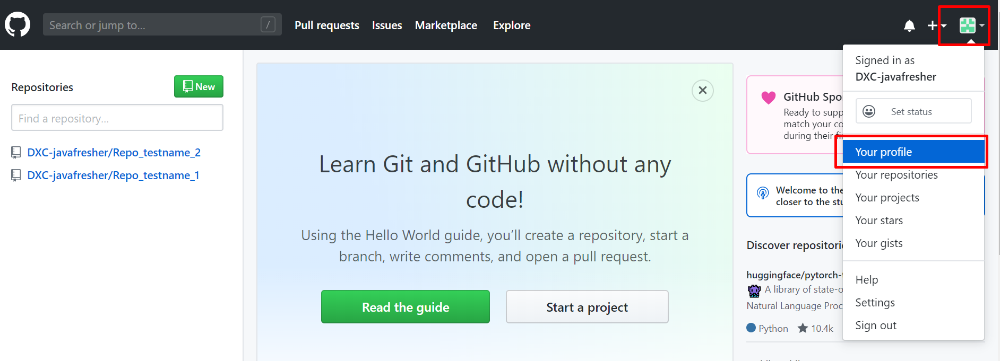 Search or jump to... / Pull requests Issues Marketplace Explore
Repositories
New
Find a repository...
DXC-javafresher/Repo_testname_2
DXC-javafresher/Repo_testname_1
Learn Git and GitHub without any
code!
Using the Hello World guide, you’ll create a repository, start a
branch, write comments, and open a pull request.
Read the guide
Start a project
GitHub Spo
Ready to supp
match your co
during their fi
Welcome to the
closer to the stu
Discover repositori
huggingface/pytorch-
A library of state-o
Natural Language Proc
Python 10.4k
Signed in as
DXC-javafresher
Set status
Your profile
Your repositories
Your projects
Your stars
Your gists
Help
Settings
Sign out